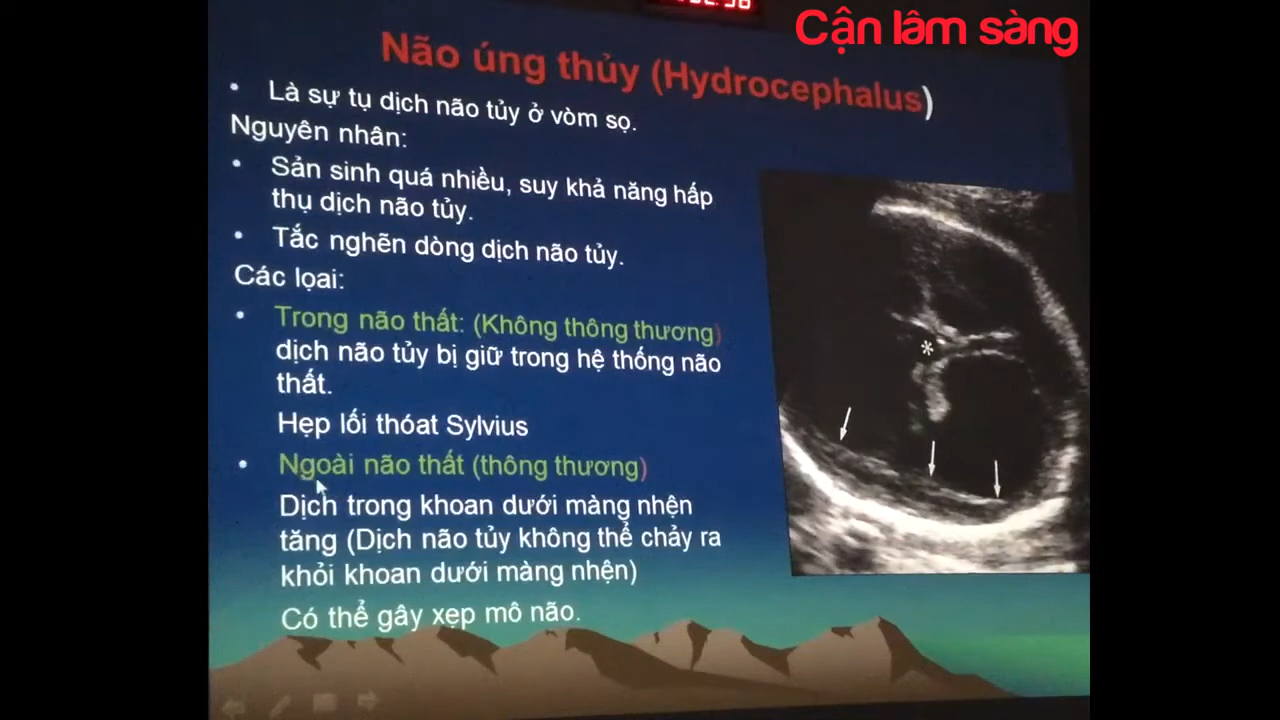 Cận lâm sàng
Não úng thủy (Hydrocephalus)
• Là sự tụ dịch não tủy ở vòm sọ.
Nguyên nhân:
• Sản sinh quá nhiều, suy khả năng hấp
thụ dịch não tủy.
• Tắc nghẽn dòng dịch não tủy.
Các lọai:
• Trong não thất: (Không thông thương)
dịch não tủy bị giữ trong hệ thống não
thất.
Hẹp lối thóat Sylvius
• Ngoài não thất (thông thương)
Dịch trong khoan dưới màng nhện
tăng (Dịch não tủy không thể chảy ra
khỏi khoan dưới màng nhện)
Có thể gây xẹp mô não.
*